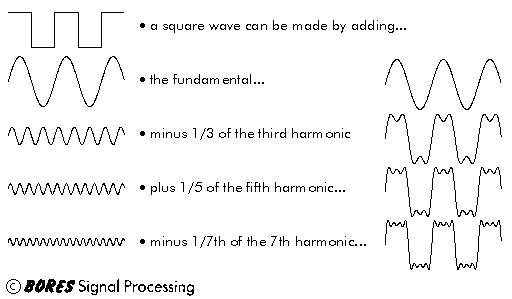 • a square wave can be made by adding...
• the fundamental...
• minus 1/3 of the third harmonic
• plus 1/5 of the fifth harmonic...
• minus 1/7th of the 7th harmonic...
© BORES Signal Processing